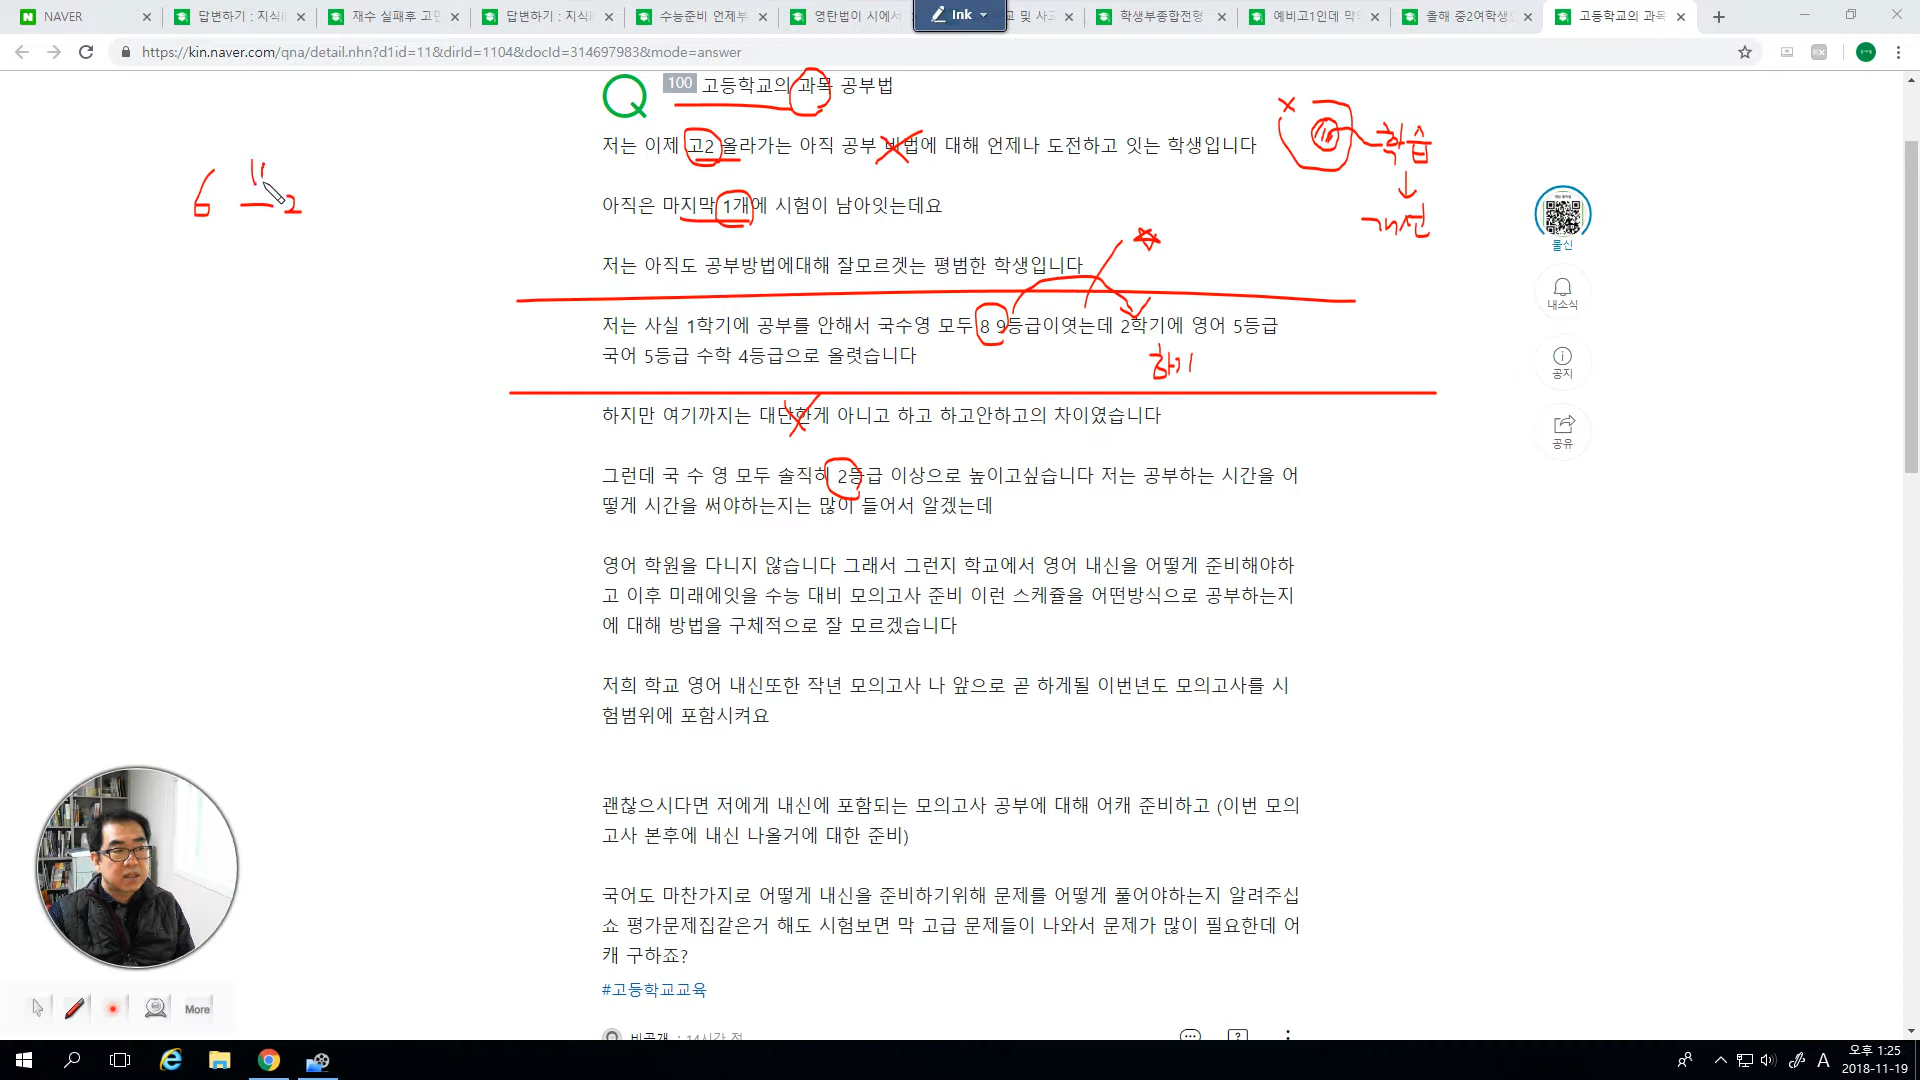 NAVER
답변하기 : 지식i
재수 실패후 고민
답변하기 : 지식i
수능준비 언제부
영탄법이 시에서
교 및 사고
학생부종합전형
예비고1인데 막
올해 중2여학생
고등학교의 과목
Ink
https://kin.naver.com/qna/detail.nhn?d1id=11&dirId=1104&docId=314697983&mode=answer
100 고등학교의 과목 공부법
저는 이제 고2 올라가는 아직 공부 방법에 대해 언제나 도전하고 잇는 학생입니다
아직은 마지막 1개에 시험이 남아잇는데요
저는 아직도 공부방법에대해 잘모르겟는 평범한 학생입니다
저는 사실 1학기에 공부를 안해서 국수영 모두 8 9등급이엿는데 2학기에 영어 5등급
국어 5등급 수학 4등급으로 올렷습니다
하지만 여기까지는 대단한게 아니고 하고 하고안하고의 차이였습니다
그런데 국 수 영 모두 솔직히 2등급 이상으로 높이고싶습니다 저는 공부하는 시간을 어
떻게 시간을 써야하는지는 많이 들어서 알겠는데
영어 학원을 다니지 않습니다 그래서 그런지 학교에서 영어 내신을 어떻게 준비해야하
고 이후 미래에잇을 수능 대비 모의고사 준비 이런 스케쥴을 어떤방식으로 공부하는지
에 대해 방법을 구체적으로 잘 모르겠습니다
저희 학교 영어 내신또한 작년 모의고사 나 앞으로 곧 하게될 이번년도 모의고사를 시
험범위에 포함시켜요
괜찮으시다면 저에게 내신에 포함되는 모의고사 공부에 대해 어캐 준비하고 (이번 모의
고사 본후에 내신 나올거에 대한 준비)
국어도 마찬가지로 어떻게 내신을 준비하기위해 문제를 어떻게 풀어야하는지 알려주십
쇼 평가문제집같은거 해도 시험보면 막 고급 문제들이 나와서 문제가 많이 필요한데 어
캐 구하죠?
#고등학교교육
비공개 · 14시간 전
학습
개선
하기
6 11 2
물신
내소식
공지
공유
More
A
오후 1:25
2018-11-19